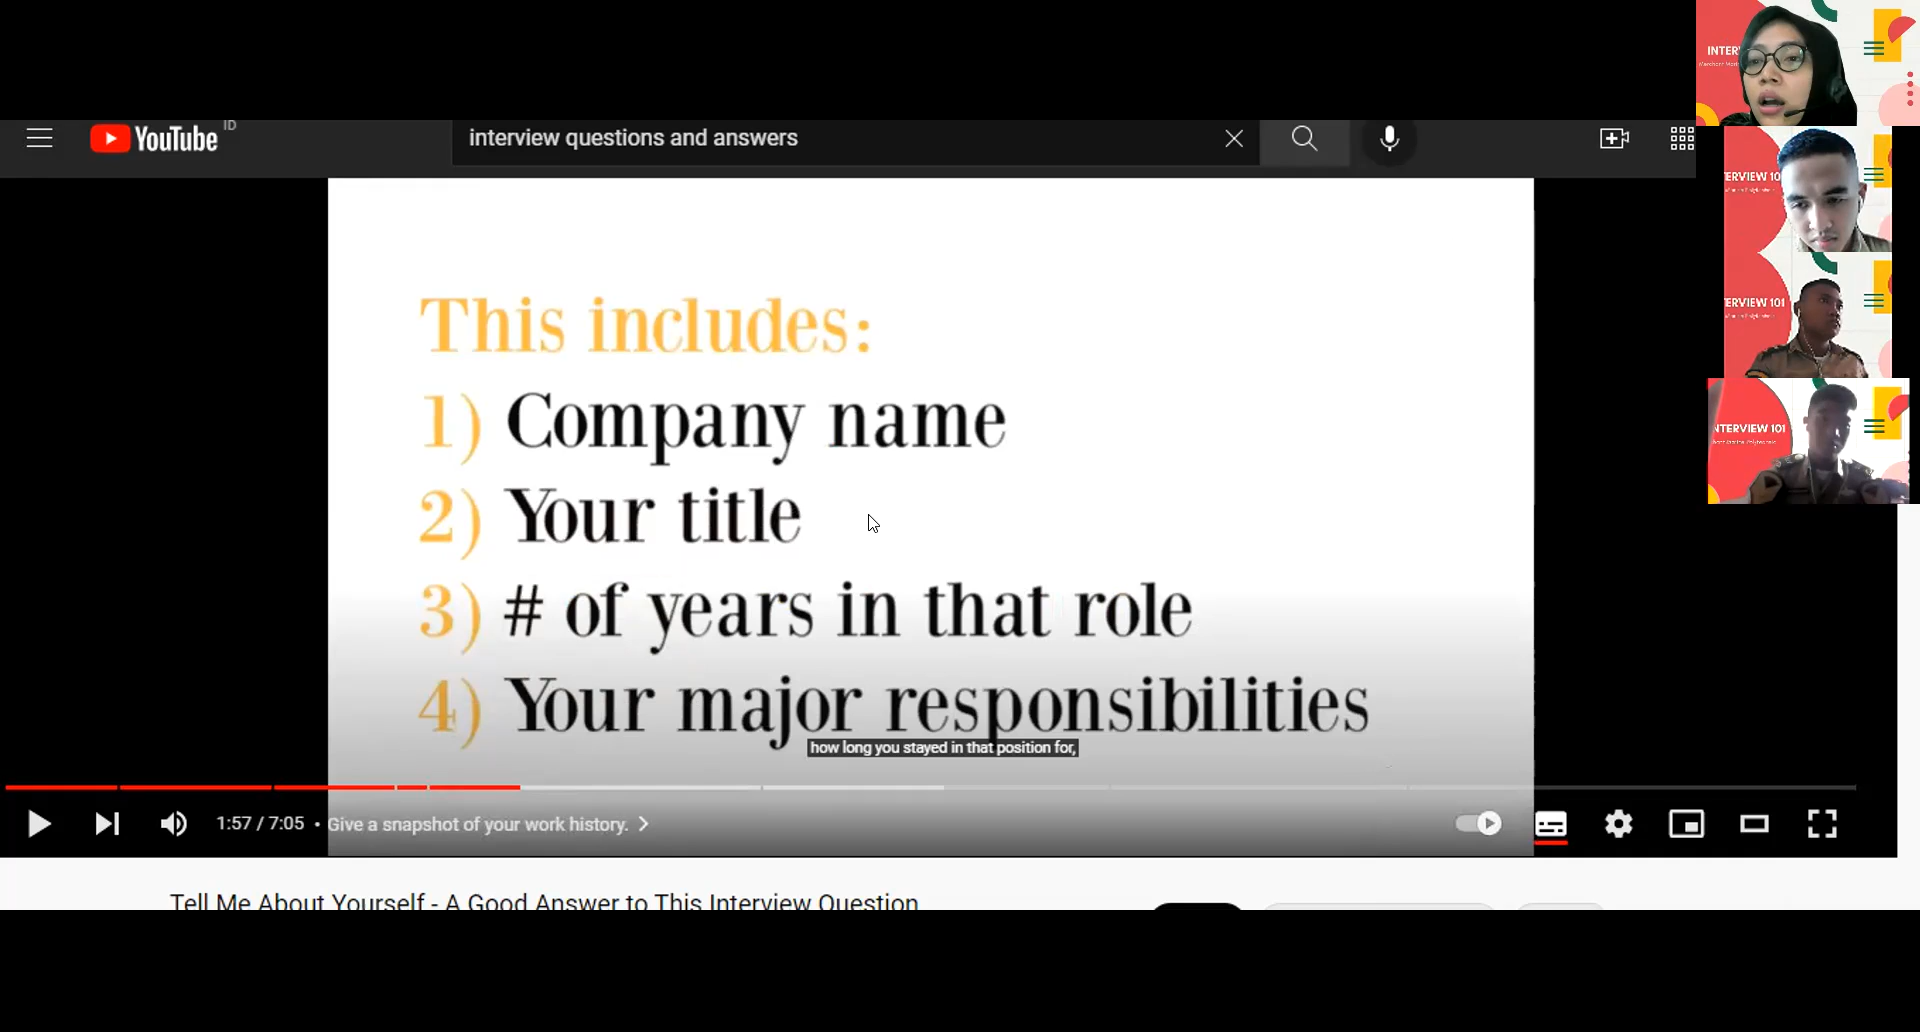 YouTube ID
interview questions and answers
This includes:
1) Company name
2) Your title
3) # of years in that role
4) Your major responsibilities
how long you stayed in that position for,
1:57 / 7:05 • Give a snapshot of your work history.
Tell Me About Yourself - A Good Answer to This Interview Question
INTER
ERVIEW 10
ERVIEW 101
NTERVIEW 101